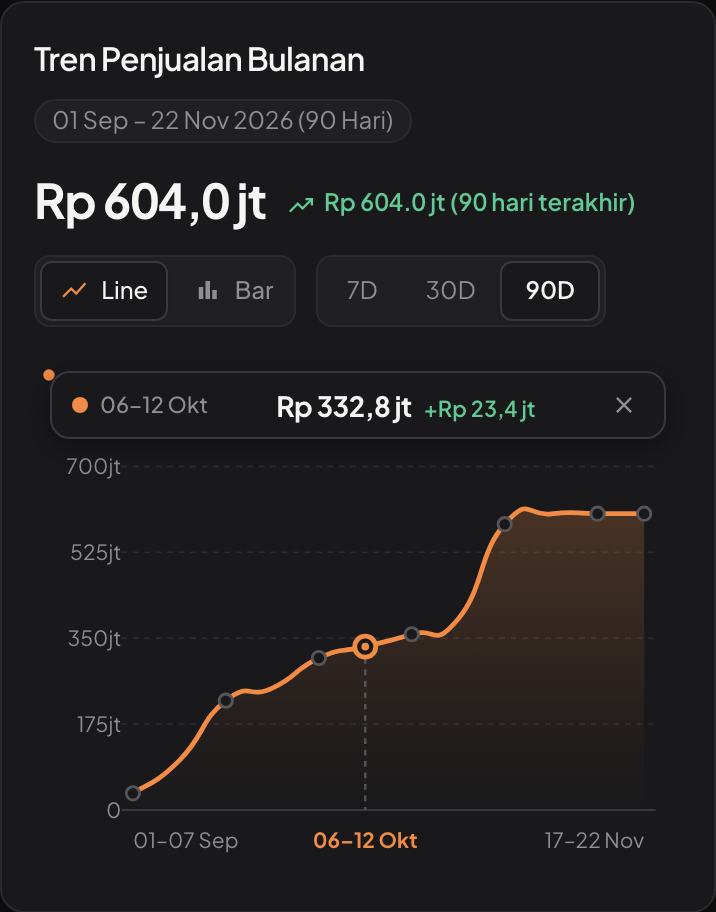 Tren Penjualan Bulanan
01 Sep – 22 Nov 2026 (90 Hari)
Rp 604,0 jt Rp 604.0 jt (90 hari terakhir)
Line Bar 7D 30D 90D
06–12 Okt Rp 332,8 jt +Rp 23,4 jt ×
700jt
525jt
350jt
175jt
0
01–07 Sep 06–12 Okt 17–22 Nov